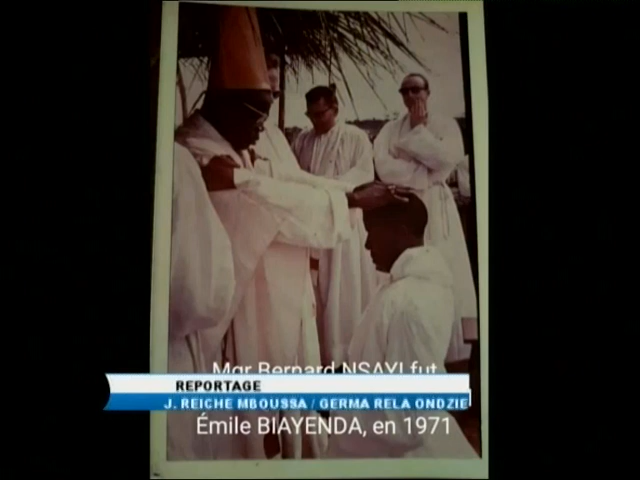 Mgr Bernard NSAYI fut
REPORTAGE
J. REICHE MBOUSSA / GERMA RELA ONDZIE
Émile BIAYENDA, en 1971